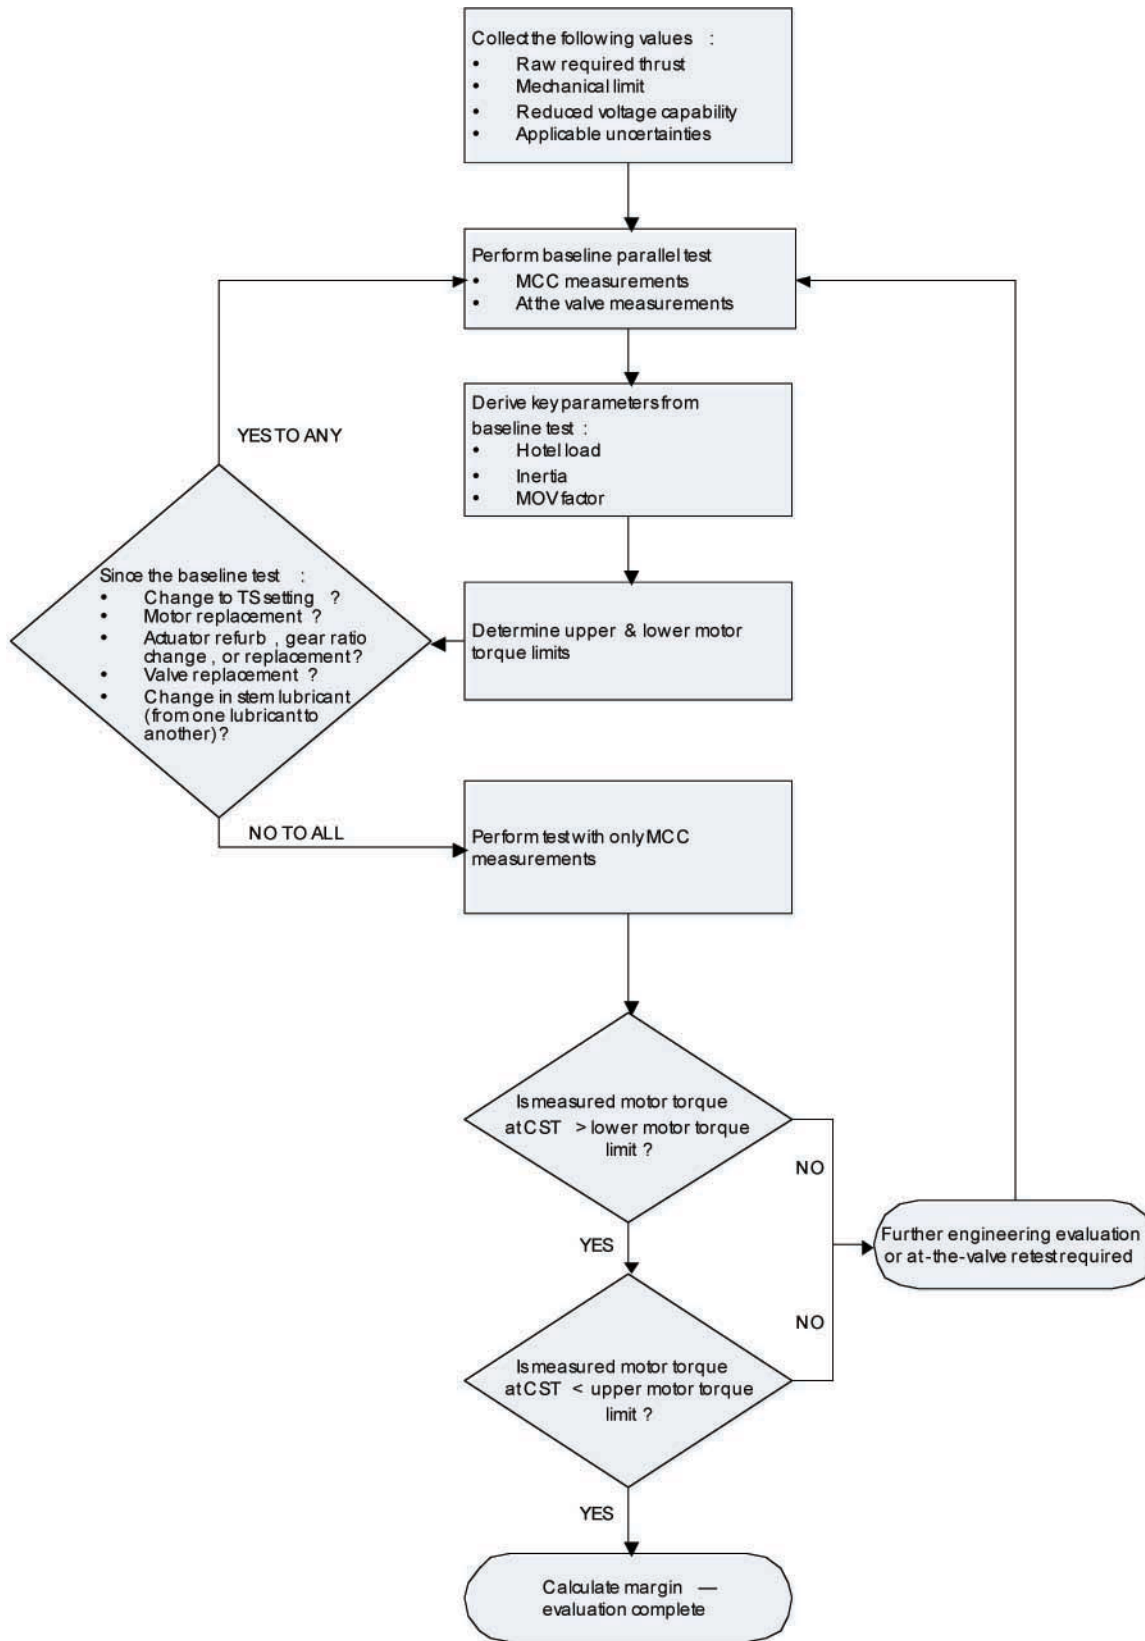 Collect the following values :
• Raw required thrust
• Mechanical limit
• Reduced voltage capability
• Applicable uncertainties
Perform baseline parallel test
• MCC measurements
• At the valve measurements
Derive key parameters from
baseline test :
• Hotel load
• Inertia
• MOV factor
YES TO ANY
Since the baseline test :
• Change to TS setting ?
• Motor replacement ?
• Actuator refurb , gear ratio
change , or replacement ?
• Valve replacement ?
• Change in stem lubricant
(from one lubricant to
another) ?
Determine upper & lower motor
torque limits
NO TO ALL
Perform test with only MCC
measurements
Is measured motor torque
at CST > lower motor torque
limit ?
NO
YES
Further engineering evaluation
or at-the-valve retest required
NO
Is measured motor torque
at CST < upper motor torque
limit ?
YES
Calculate margin —
evaluation complete